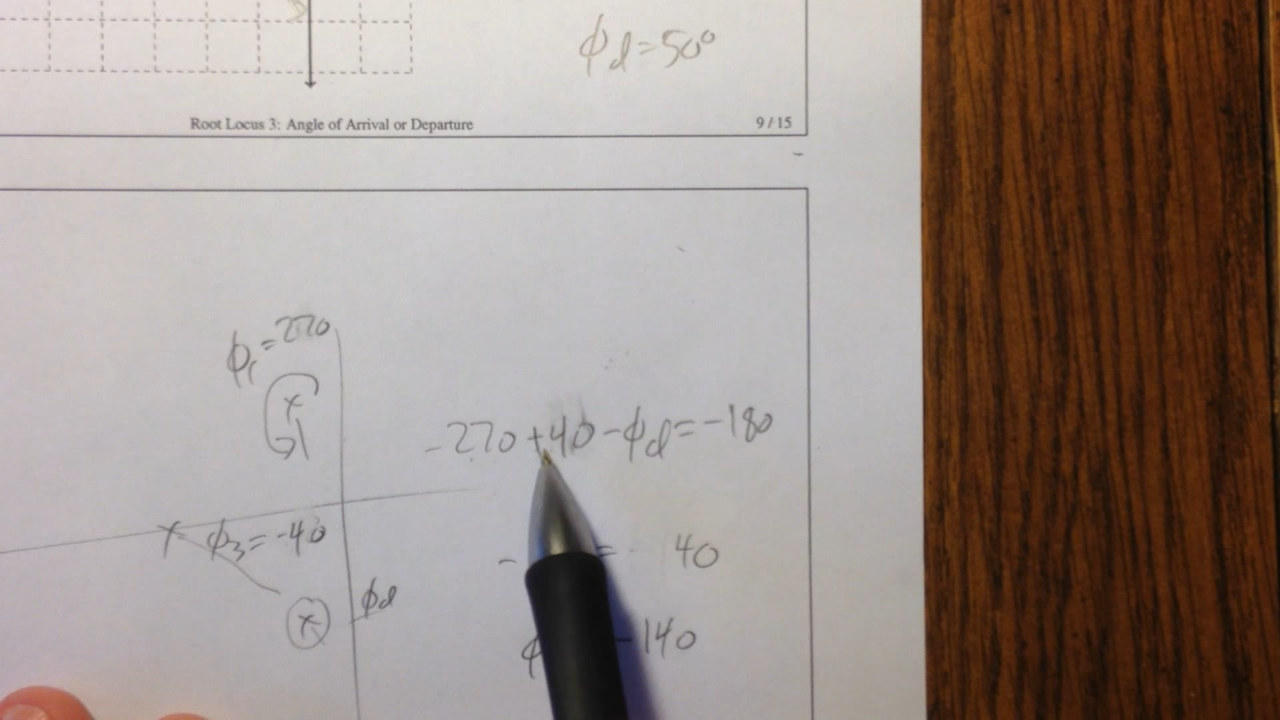 ϕd=50°
Root Locus 3: Angle of Arrival or Departure
9 / 15
ϕ1=270
-270+40-ϕd=-180
ϕ3=-40
40
ϕd
-140